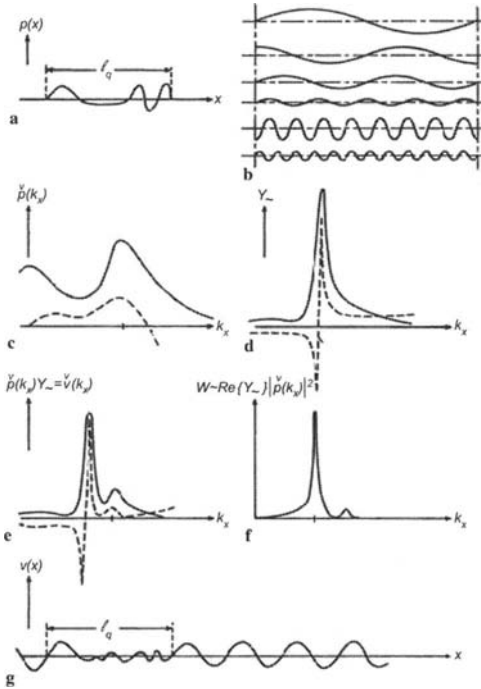 p(x)
ℓq
x
a
b
p̌(kx)
kx
c
Y~
kx
d
p̌(kx)Y~=v̌(kx)
kx
e
W~Re{Y~}|p̌(kx)|²
kx
f
v(x)
ℓq
x
g